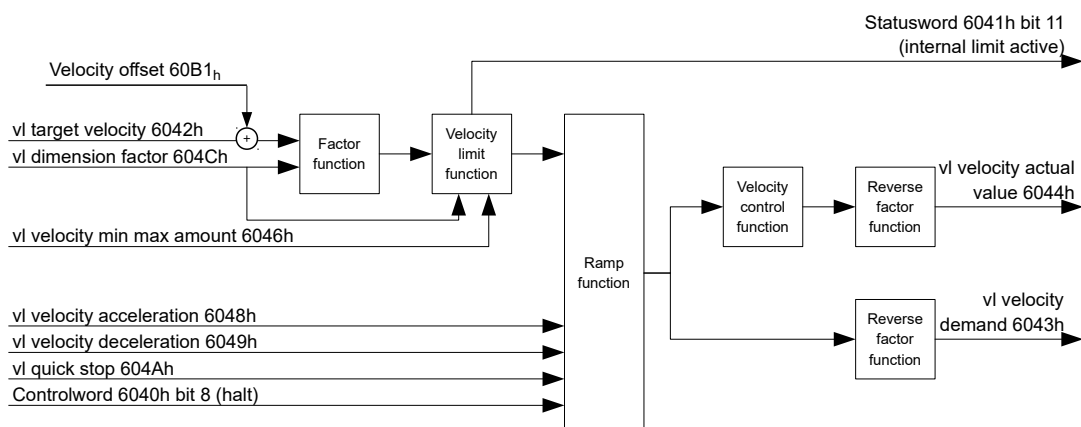 Statusword 6041h bit 11
(internal limit active)
Velocity offset 60B1h
vl target velocity 6042h
+
vl dimension factor 604Ch
Factor
function
Velocity
limit
function
vl velocity min max amount 6046h
Ramp
function
Velocity
control
function
Reverse
factor
function
vl velocity actual
value 6044h
vl velocity acceleration 6048h
vl velocity deceleration 6049h
vl quick stop 604Ah
Controlword 6040h bit 8 (halt)
Reverse
factor
function
vl velocity
demand 6043h